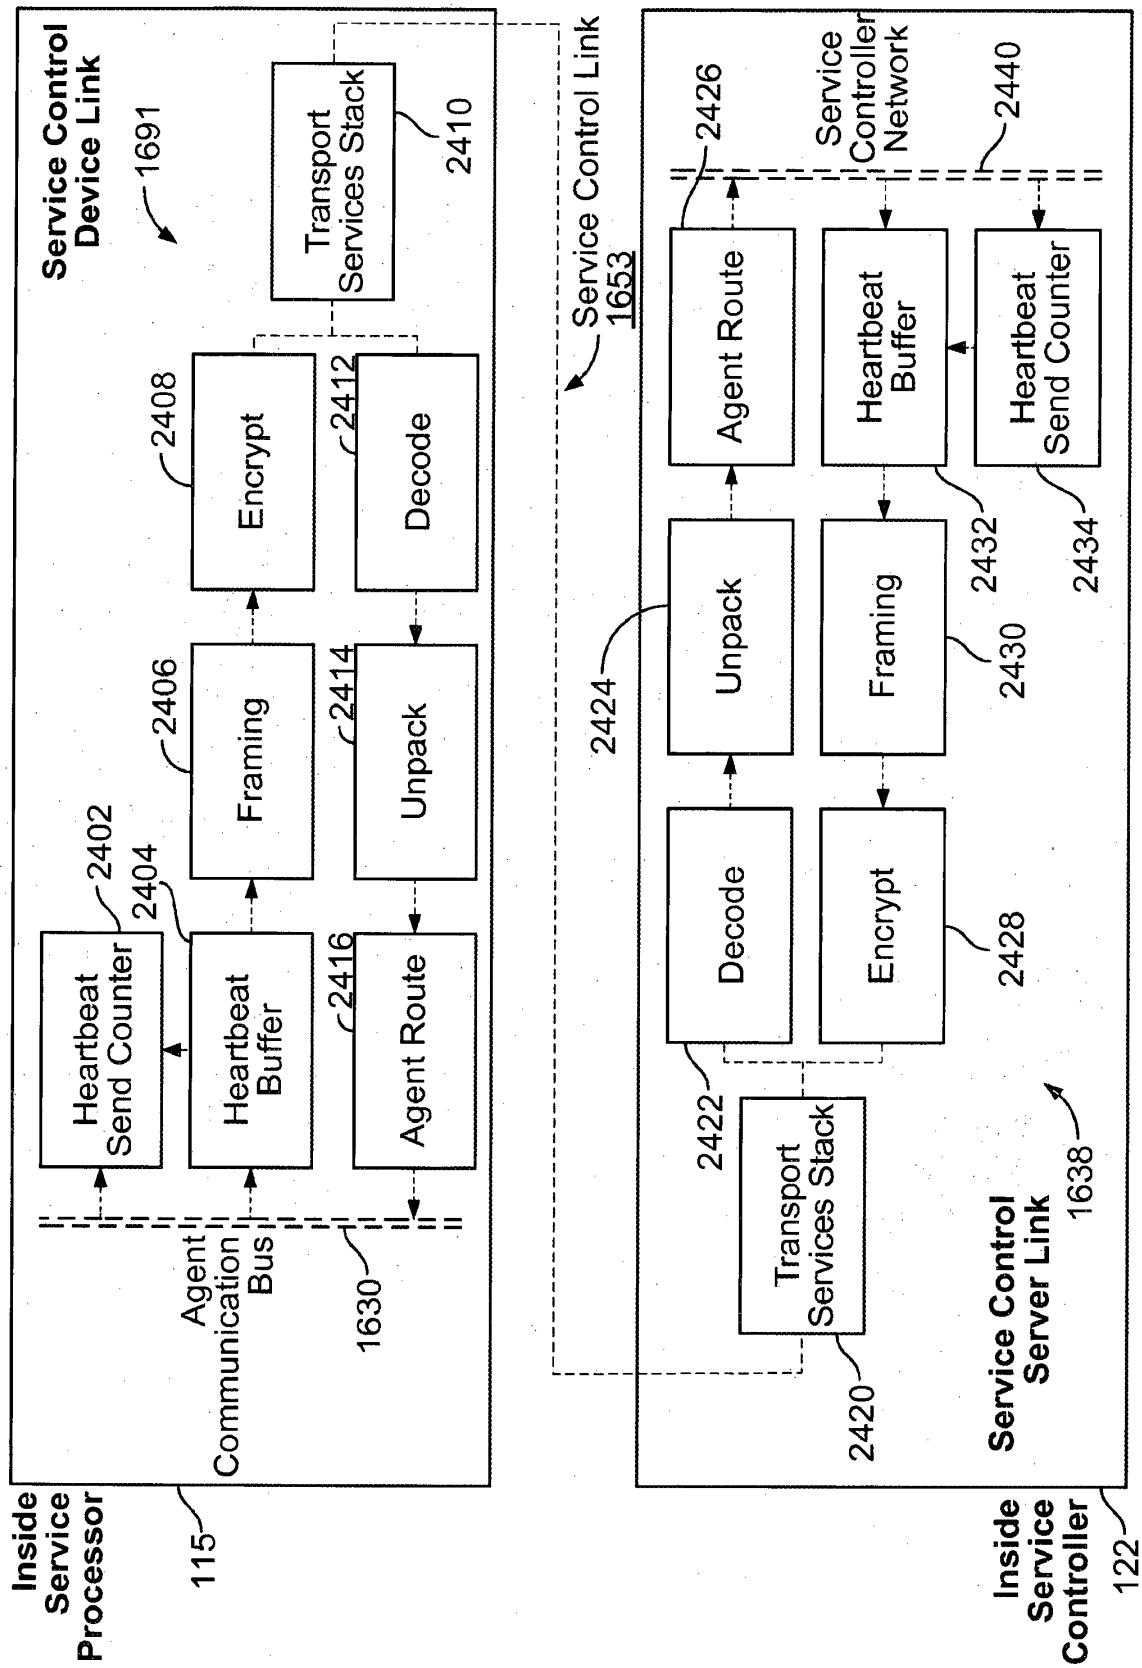 Inside
Service
Processor
115
Service Control
Device Link
1691
Heartbeat
Send Counter
2402
Heartbeat
Buffer
2404
Framing
2406
Encrypt
2408
Transport
Services Stack
2410
Decode
2412
Unpack
2414
Agent Route
2416
Agent
Communication
Bus
1630
Service Control Link
1653
Inside
Service
Controller
122
Service Control
Server Link
1638
Transport
Services Stack
2420
Decode
2422
Unpack
2424
Agent Route
2426
Encrypt
2428
Framing
2430
Heartbeat
Buffer
2432
Heartbeat
Send Counter
2434
Service
Controller
Network
2440